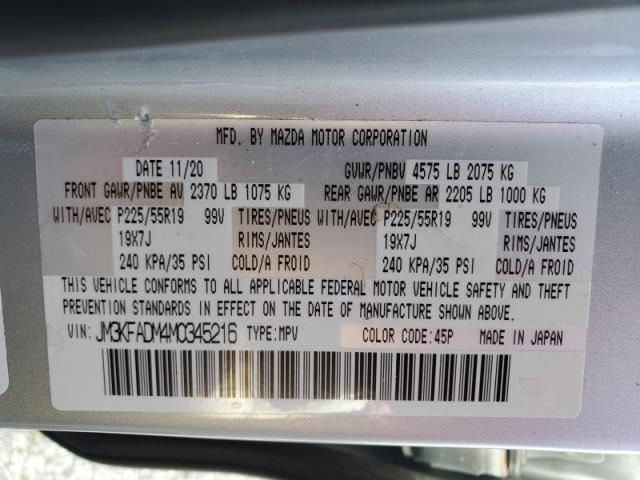 MFD. BY MAZDA MOTOR CORPORATION
DATE 11/20 GVWR/PNBV 4575 LB 2075 KG
FRONT GAWR/PNBE AV 2370 LB 1075 KG REAR GAWR/PNBE AR 2205 LB 1000 KG
WITH/AVEC P225/55R19 99V TIRES/PNEUS WITH/AVEC P225/55R19 99V TIRES/PNEUS
19X7J RIMS/JANTES 19X7J RIMS/JANTES
240 KPA/35 PSI COLD/A FROID 240 KPA/35 PSI COLD/A FROID
THIS VEHICLE CONFORMS TO ALL APPLICABLE FEDERAL MOTOR VEHICLE SAFETY AND THEFT
PREVENTION STANDARDS IN EFFECT ON THE DATE OF MANUFACTURE SHOWN ABOVE.
VIN: JM3KFADM4M0345216 TYPE: MPV COLOR CODE: 45P MADE IN JAPAN